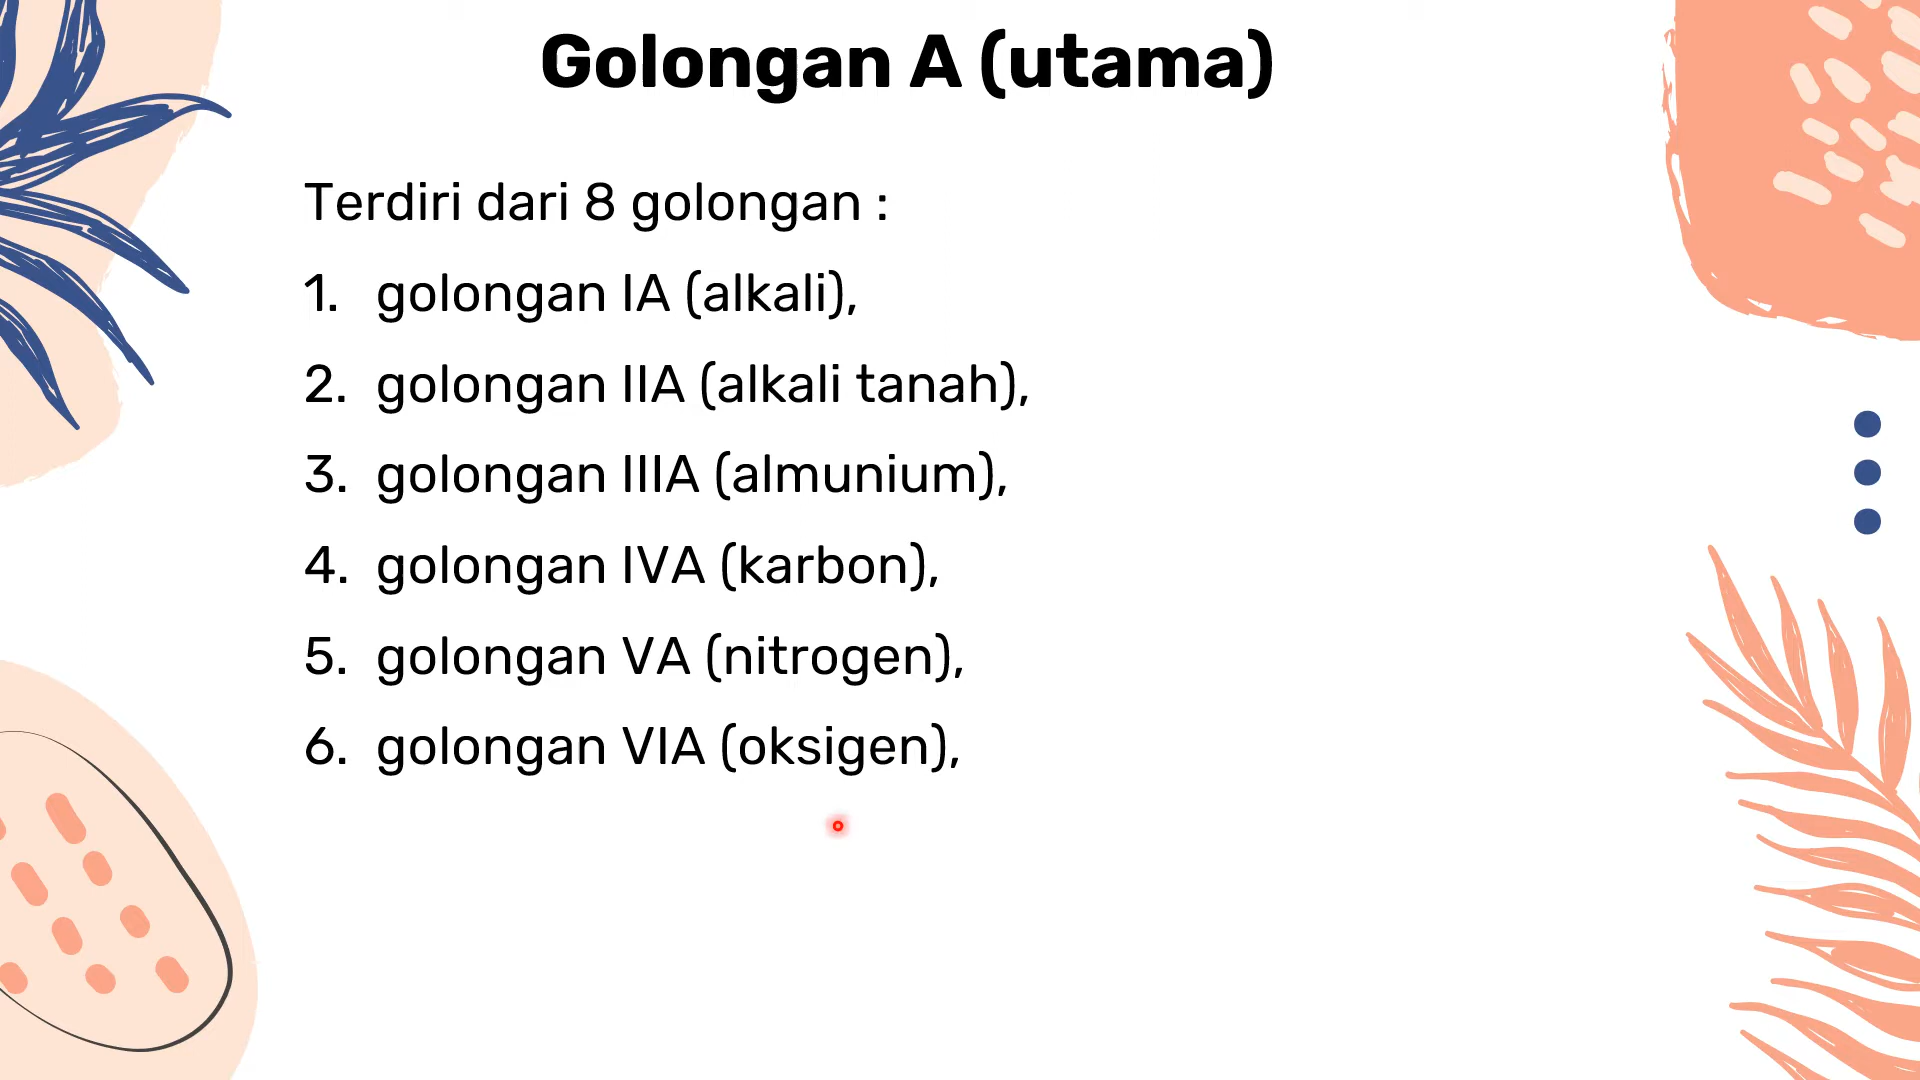 Golongan A (utama)
Terdiri dari 8 golongan :
1. golongan IA (alkali),
2. golongan IIA (alkali tanah),
3. golongan IIIA (almunium),
4. golongan IVA (karbon),
5. golongan VA (nitrogen),
6. golongan VIA (oksigen),